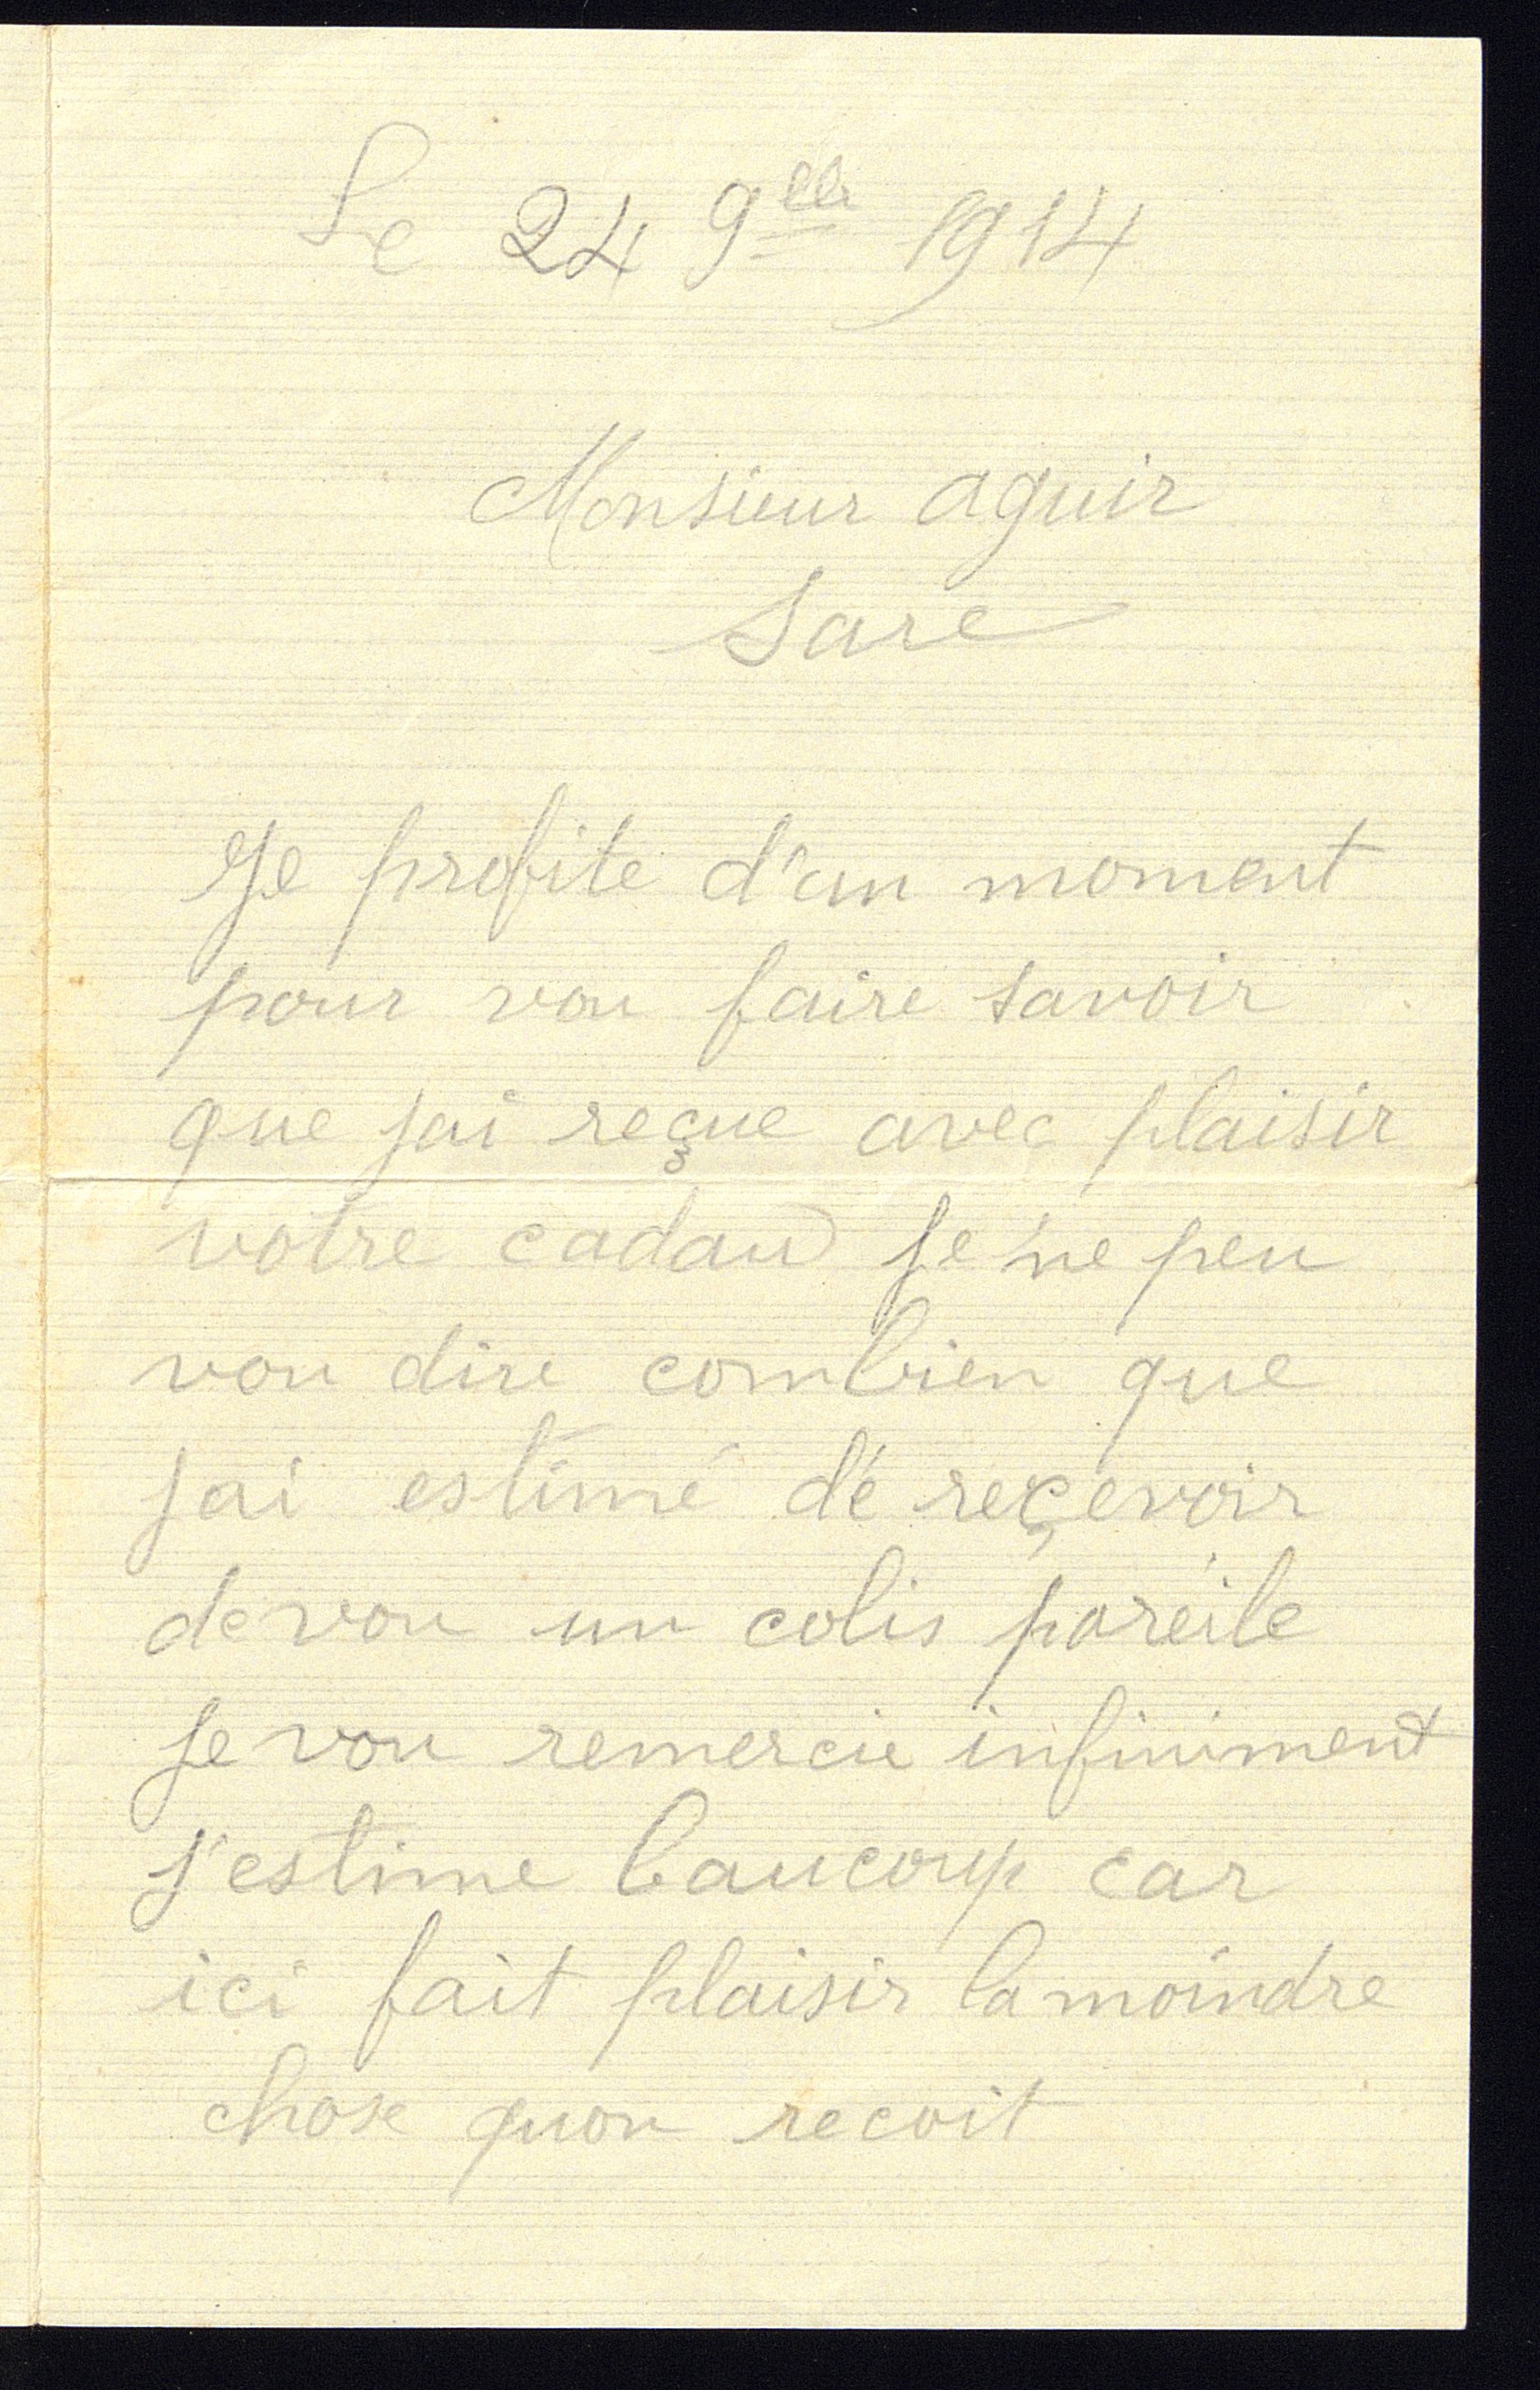 Le 24 9bre 1914
Monsieur aguir
Sare
Je profite d'un moment
pour vou faire savoir
que jai reçue avec plaisir
votre cadau je ne peu
vou dire combien que
jai estimé dé reçevoir
de vou un colis pareile
je vou remercie infiniment
j'estime baucoup car
ici fait plaisir la moindre
chose quon recoit